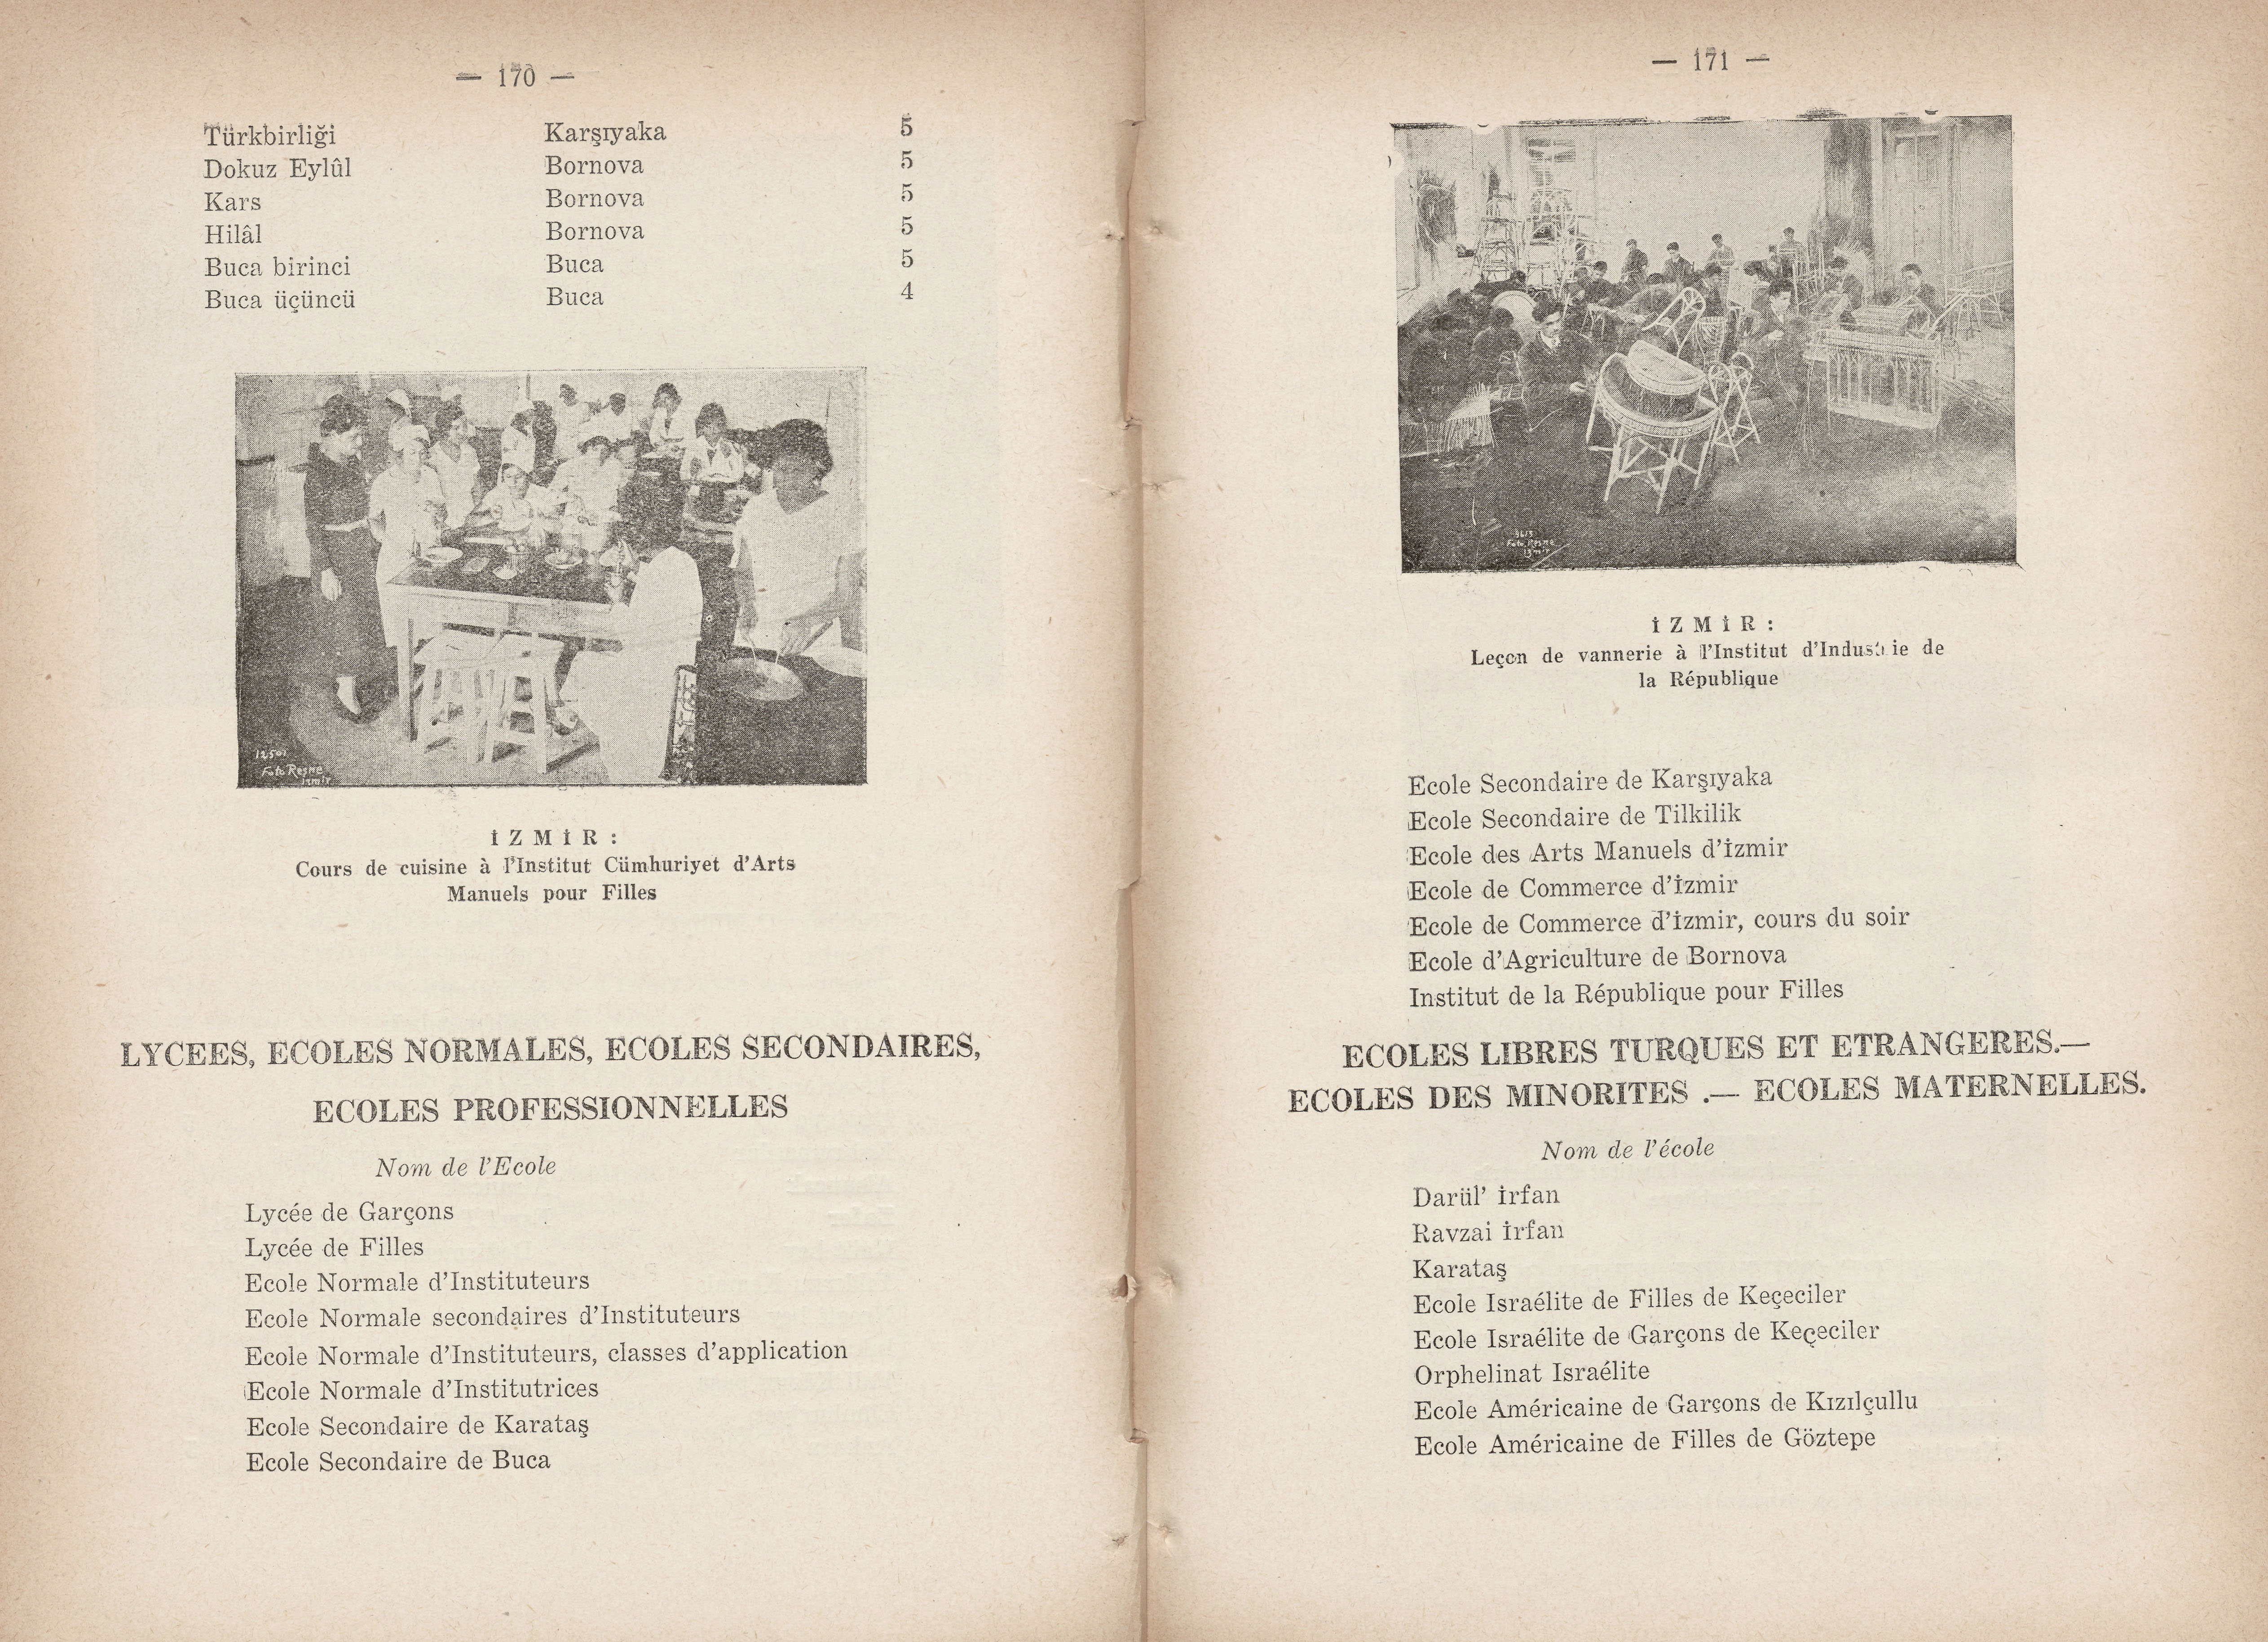 — 170 —
Türkbirliği Karşıyaka 5
Dokuz Eylûl Bornova 5
Kars Bornova 5
Hilâl Bornova 5
Buca birinci Buca 5
Buca üçüncü Buca 4
12501
Foto Resne
İzmir
İZMİR :
Cours de cuisine à l'Institut Cümhuriyet d'Arts
Manuels pour Filles
LYCEES, ECOLES NORMALES, ECOLES SECONDAIRES,
ECOLES PROFESSIONNELLES
Nom de l'Ecole
Lycée de Garçons
Lycée de Filles
Ecole Normale d'Instituteurs
Ecole Normale secondaires d'Instituteurs
Ecole Normale d'Instituteurs, classes d'application
Ecole Normale d'Institutrices
Ecole Secondaire de Karataş
Ecole Secondaire de Buca
— 171 —
Foto Resne
İzmir
İZMİR :
Leçon de vannerie à l'Institut d'Industrie de
la République
Ecole Secondaire de Karşıyaka
Ecole Secondaire de Tilkilik
Ecole des Arts Manuels d'İzmir
Ecole de Commerce d'İzmir
Ecole de Commerce d'İzmir, cours du soir
Ecole d'Agriculture de Bornova
Institut de la République pour Filles
ECOLES LIBRES TURQUES ET ETRANGERES.—
ECOLES DES MINORITES .— ECOLES MATERNELLES.
Nom de l'école
Darül' İrfan
Ravzai İrfan
Karataş
Ecole Israélite de Filles de Keçeciler
Ecole Israélite de Garçons de Keçeciler
Orphelinat Israélite
Ecole Américaine de Garçons de Kızılçullu
Ecole Américaine de Filles de Göztepe